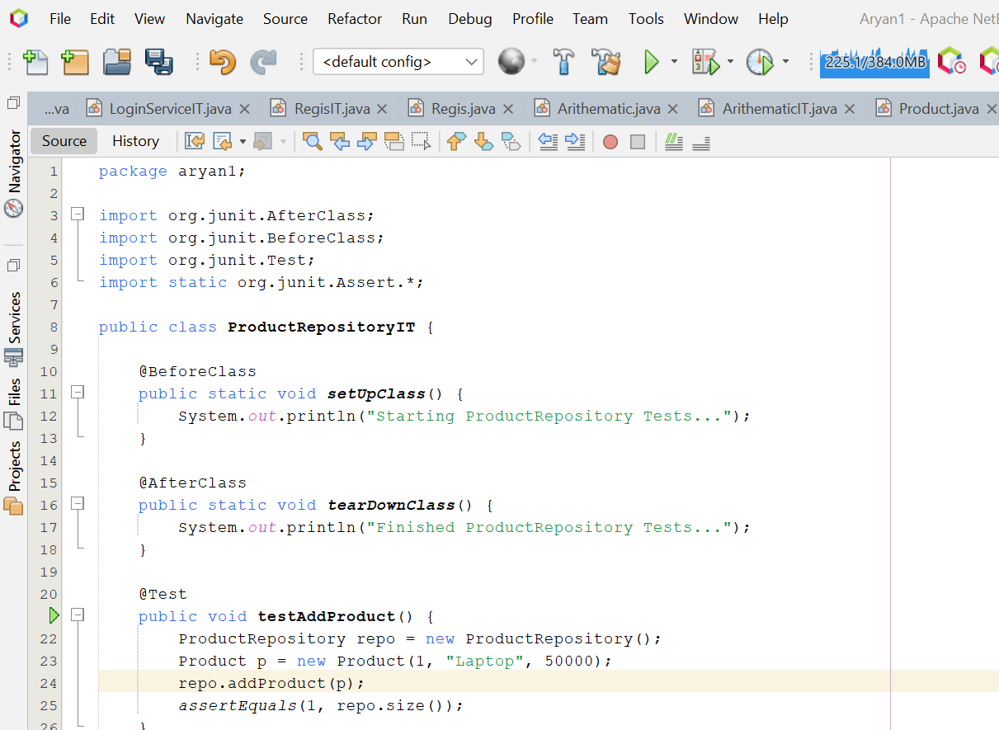 File Edit View Navigate Source Refactor Run Debug Profile Team Tools Window Help Aryan1 - Apache NetB
<default config> 225.1/384.0MB
...va LoginServiceIT.java RegisIT.java Regis.java Arithematic.java ArithematicIT.java Product.java
Source History
Navigator
Services
Files
Projects
1 package aryan1;
2
3 import org.junit.AfterClass;
4 import org.junit.BeforeClass;
5 import org.junit.Test;
6 import static org.junit.Assert.*;
7
8 public class ProductRepositoryIT {
9
10 @BeforeClass
11 public static void setUpClass() {
12 System.out.println("Starting ProductRepository Tests...");
13 }
14
15 @AfterClass
16 public static void tearDownClass() {
17 System.out.println("Finished ProductRepository Tests...");
18 }
19
20 @Test
public void testAddProduct() {
22 ProductRepository repo = new ProductRepository();
23 Product p = new Product(1, "Laptop", 50000);
24 repo.addProduct(p);
25 assertEquals(1, repo.size());
26 }